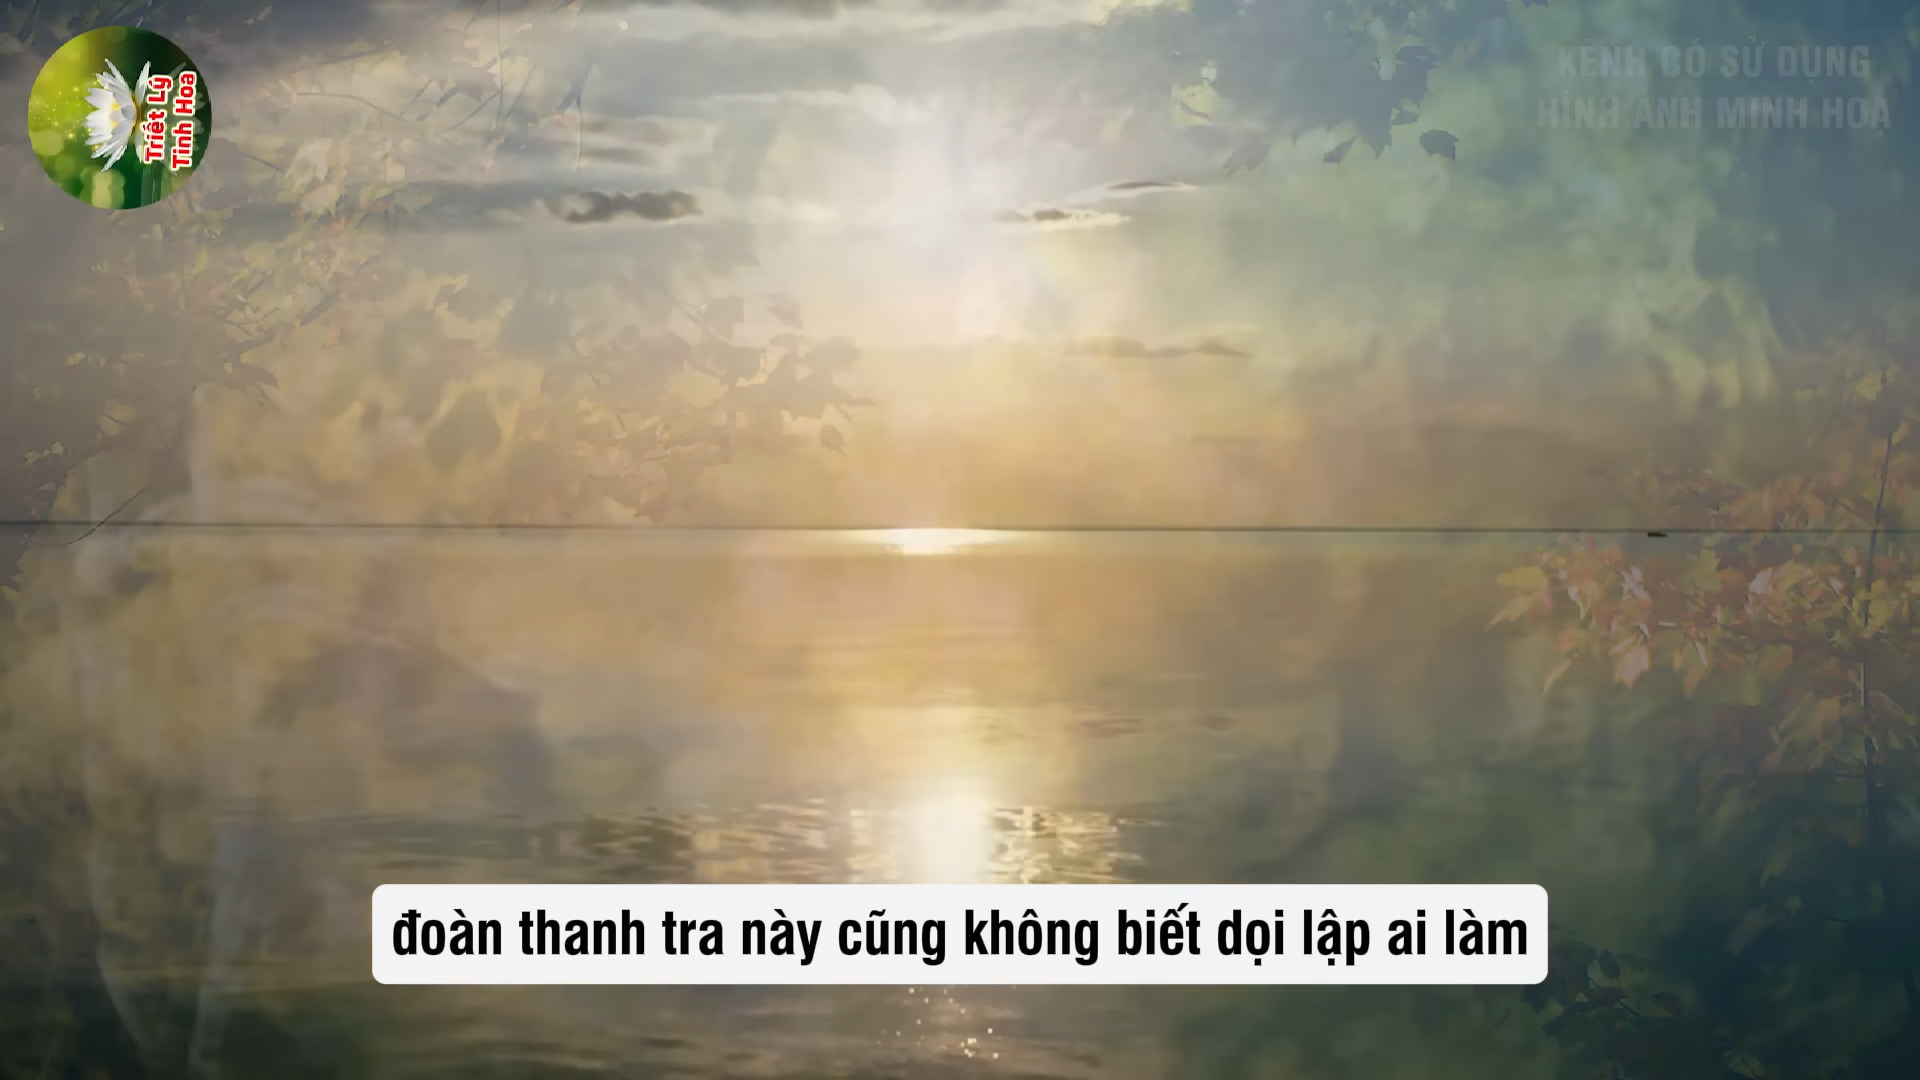 Triết Lý
Tinh Hoa
KÊNH CÓ SỬ DỤNG
HÌNH ẢNH MINH HOẠ
đoàn thanh tra này cũng không biết dọi lập ai làm